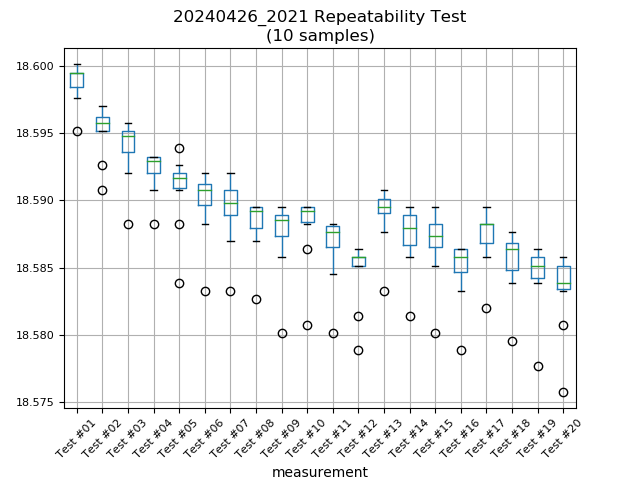 20240426_2021 Repeatability Test
(10 samples)
18.600
18.595
18.590
18.585
18.580
18.575
Test #01
Test #02
Test #03
Test #04
Test #05
Test #06
Test #07
Test #08
Test #09
Test #10
Test #11
Test #12
Test #13
Test #14
Test #15
Test #16
Test #17
Test #18
Test #19
Test #20
measurement